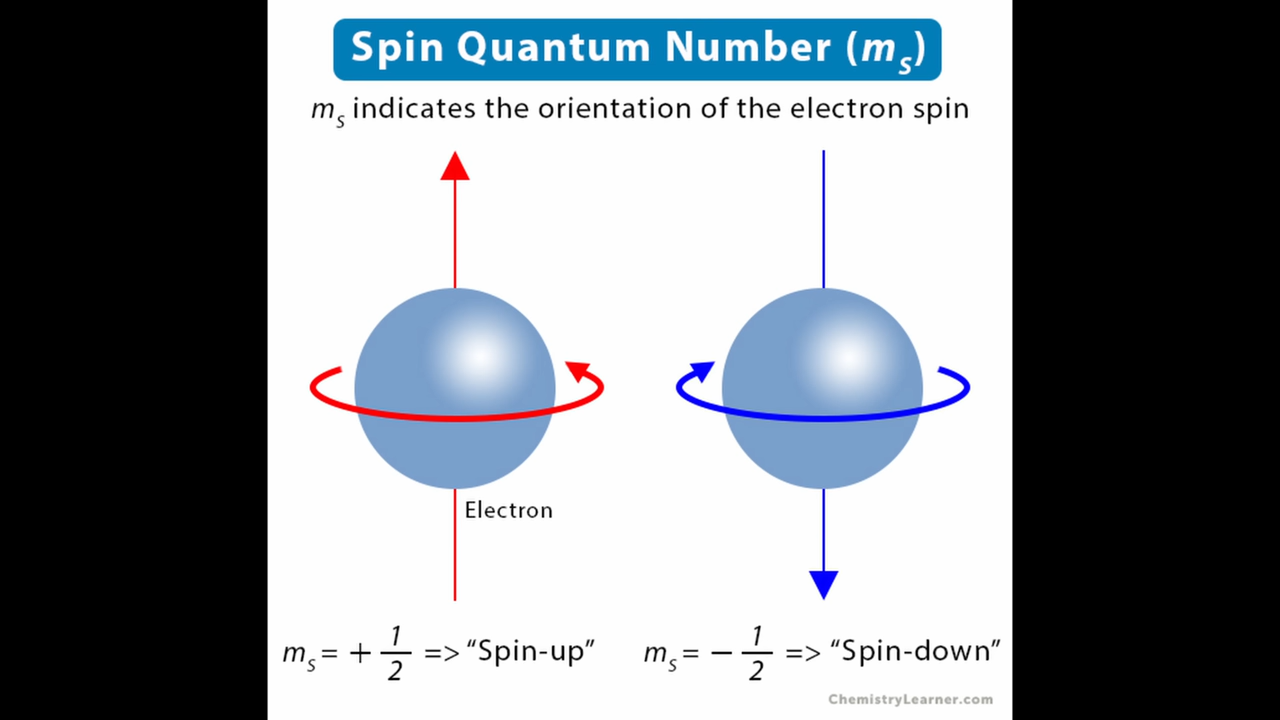 Spin Quantum Number (mₛ)
mₛ indicates the orientation of the electron spin
Electron
mₛ = + 1/2 => “Spin-up”
mₛ = − 1/2 => “Spin-down”
ChemistryLearner.com